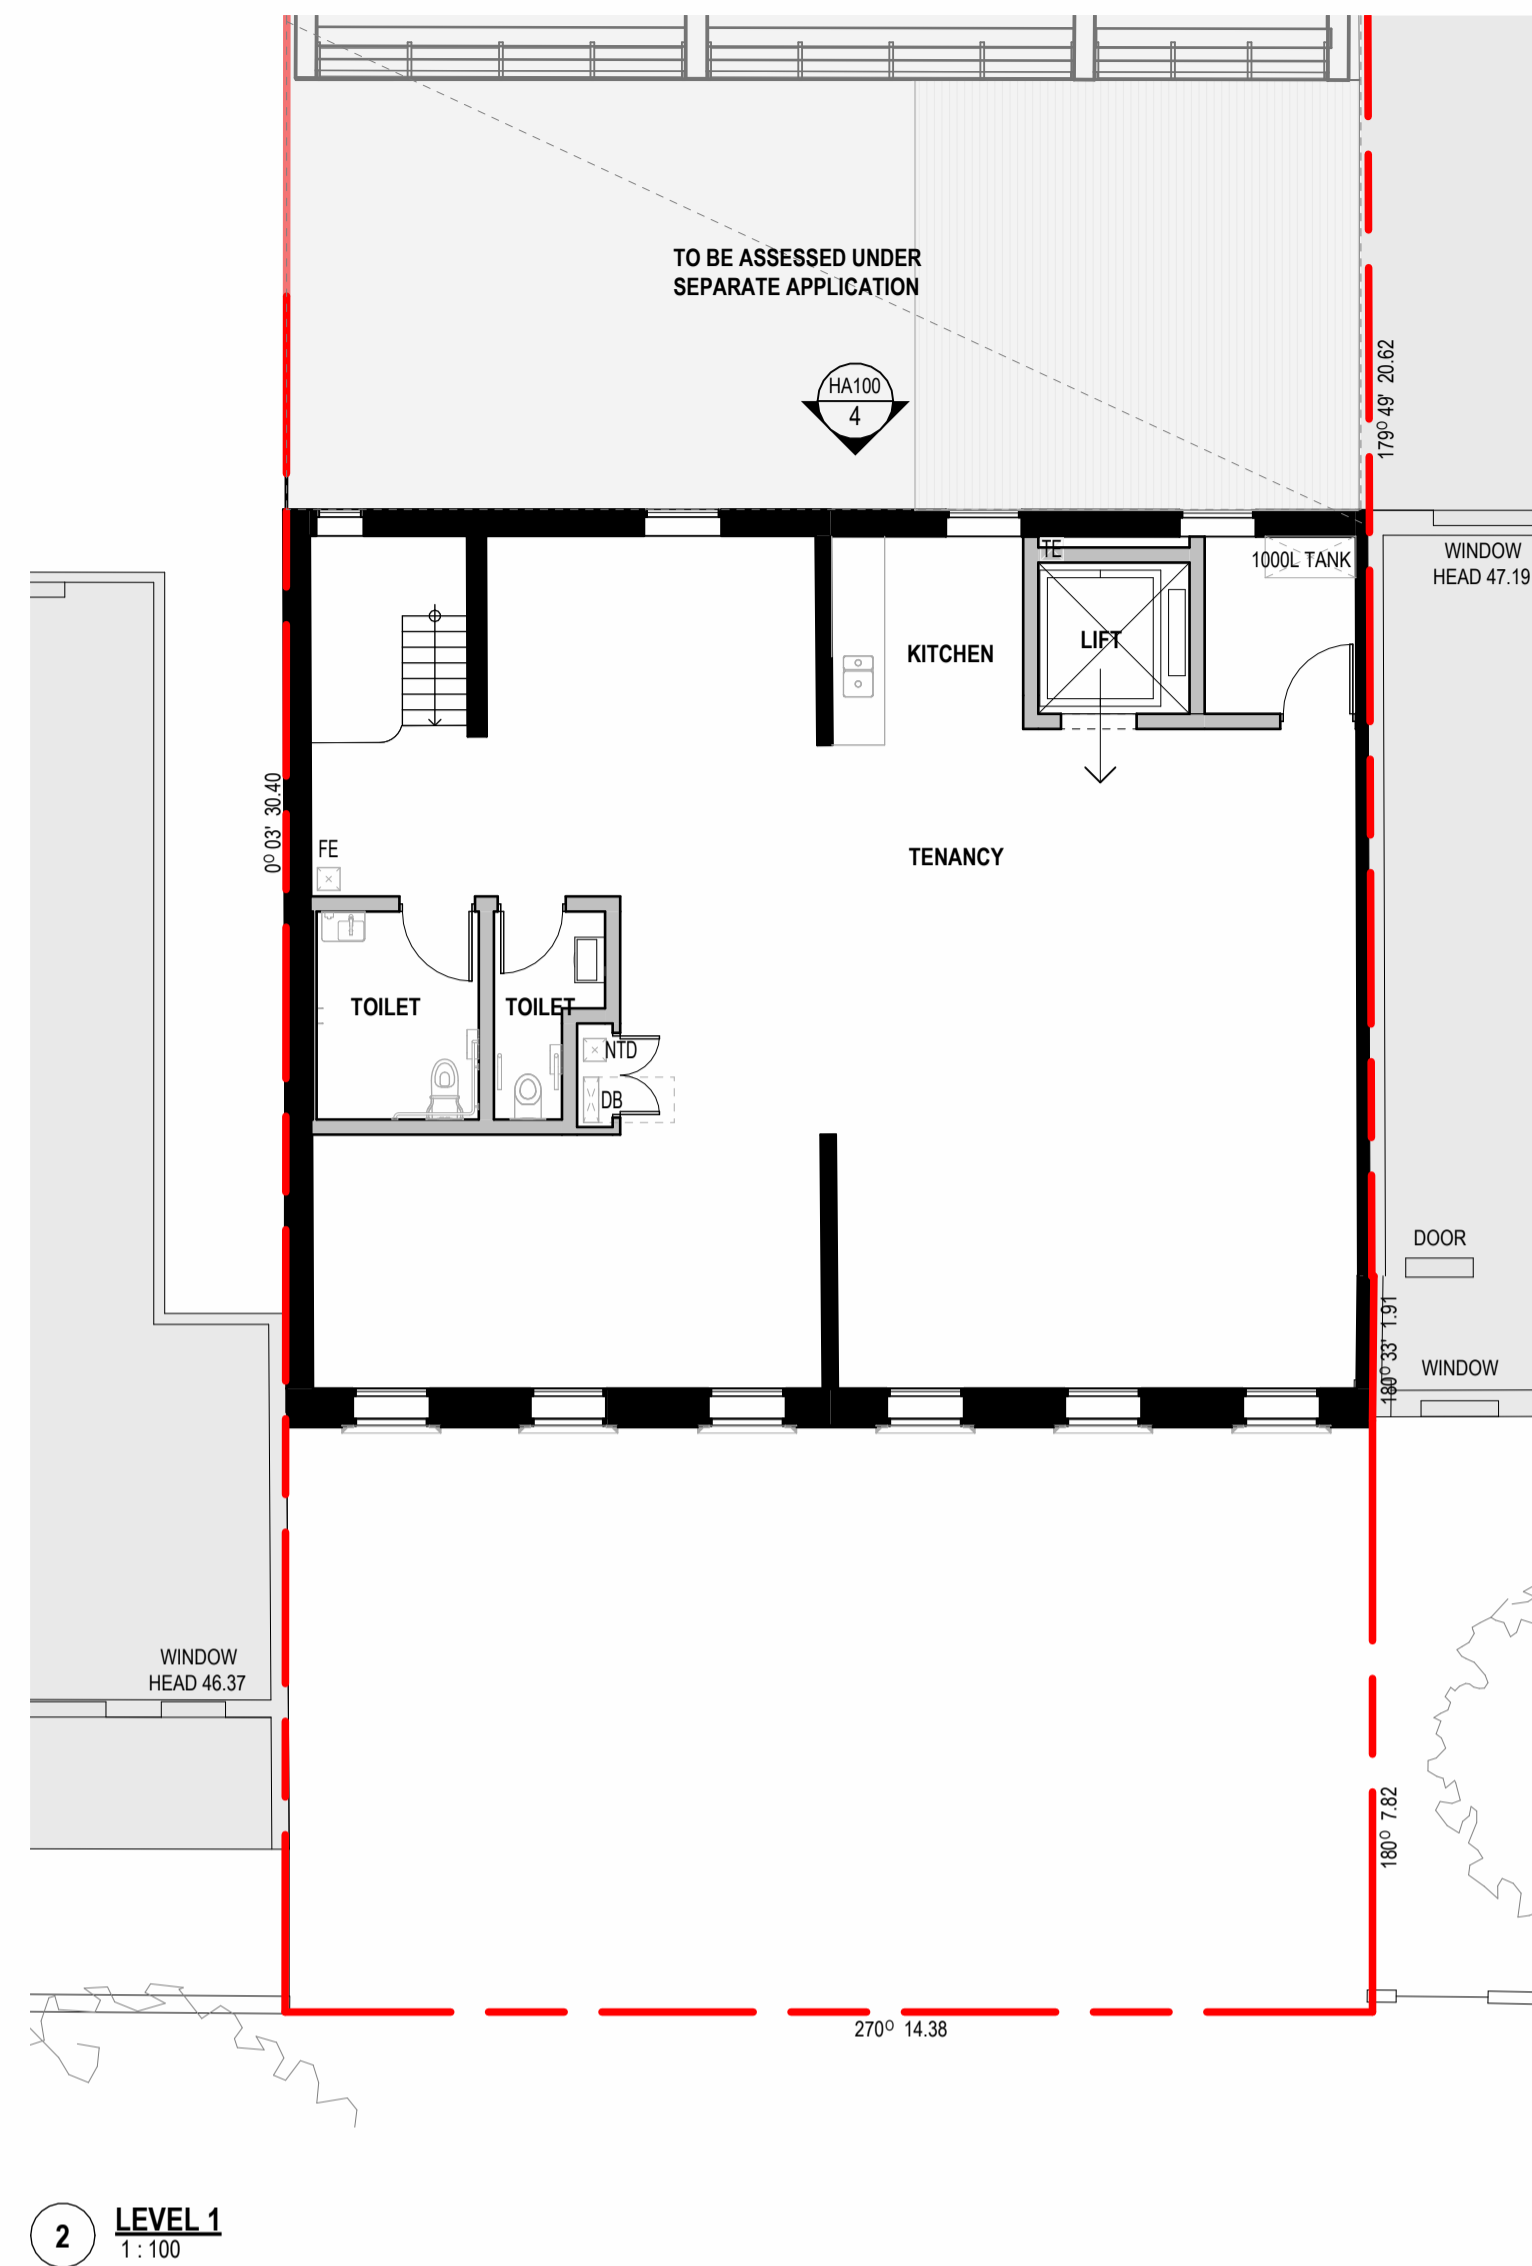 TO BE ASSESSED UNDER
SEPARATE APPLICATION
HA100
4
179° 49' 20.62
TE
1000L TANK
WINDOW
HEAD 47.19
KITCHEN
LIFT
0° 03' 30.40
FE
TENANCY
TOILET
TOILET
NTD
DB
DOOR
180° 33' 1.91
WINDOW
WINDOW
HEAD 46.37
180° 7.82
270° 14.38
2
LEVEL 1
1 : 100